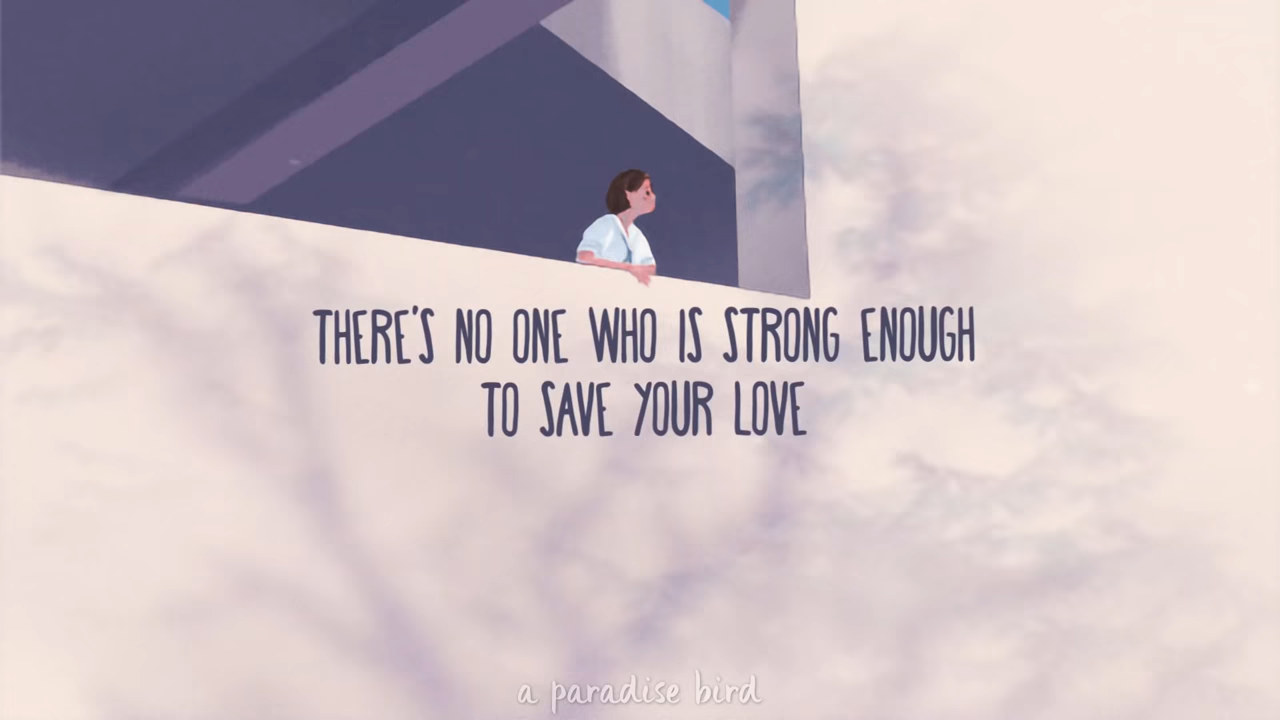 THERE'S NO ONE WHO IS STRONG ENOUGH
TO SAVE YOUR LOVE
a paradise bird